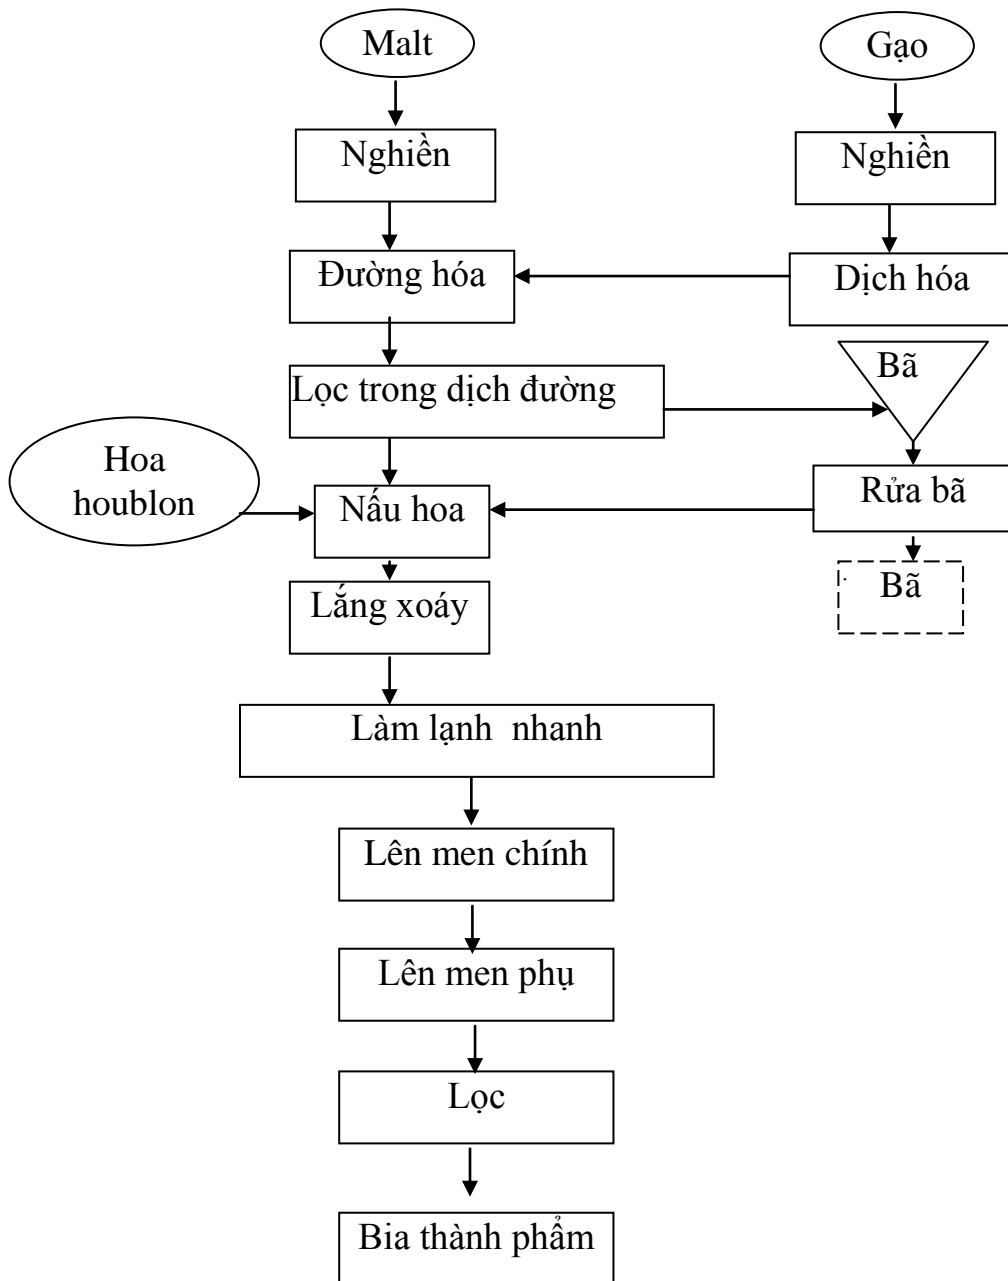 Malt
Gạo
Nghiền
Nghiền
Đường hóa
Dịch hóa
Lọc trong dịch đường
Bã
Hoa
houblon
Nấu hoa
Rửa bã
Lắng xoáy
Bã
Làm lạnh nhanh
Lên men chính
Lên men phụ
Lọc
Bia thành phẩm